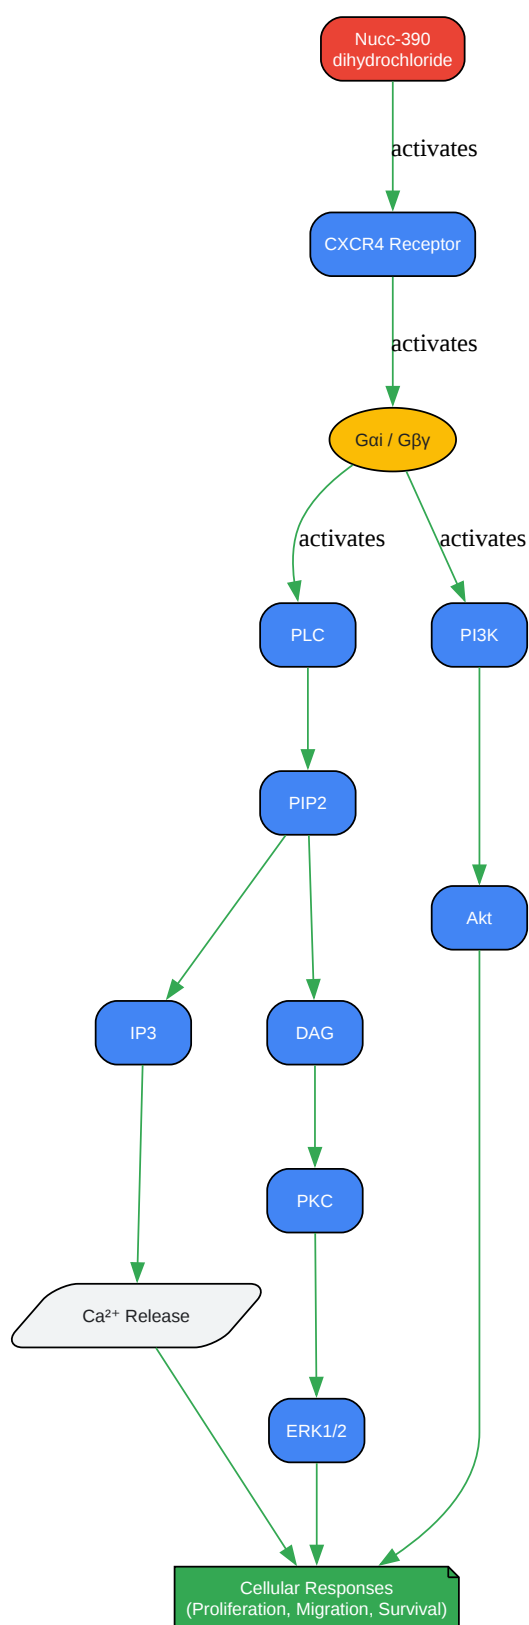 Nucc-390
dihydrochloride
activates
CXCR4 Receptor
activates
Gαi / Gβγ
activates
activates
PLC
PI3K
PIP2
Akt
IP3
DAG
PKC
Ca²⁺ Release
ERK1/2
Cellular Responses
(Proliferation, Migration, Survival)